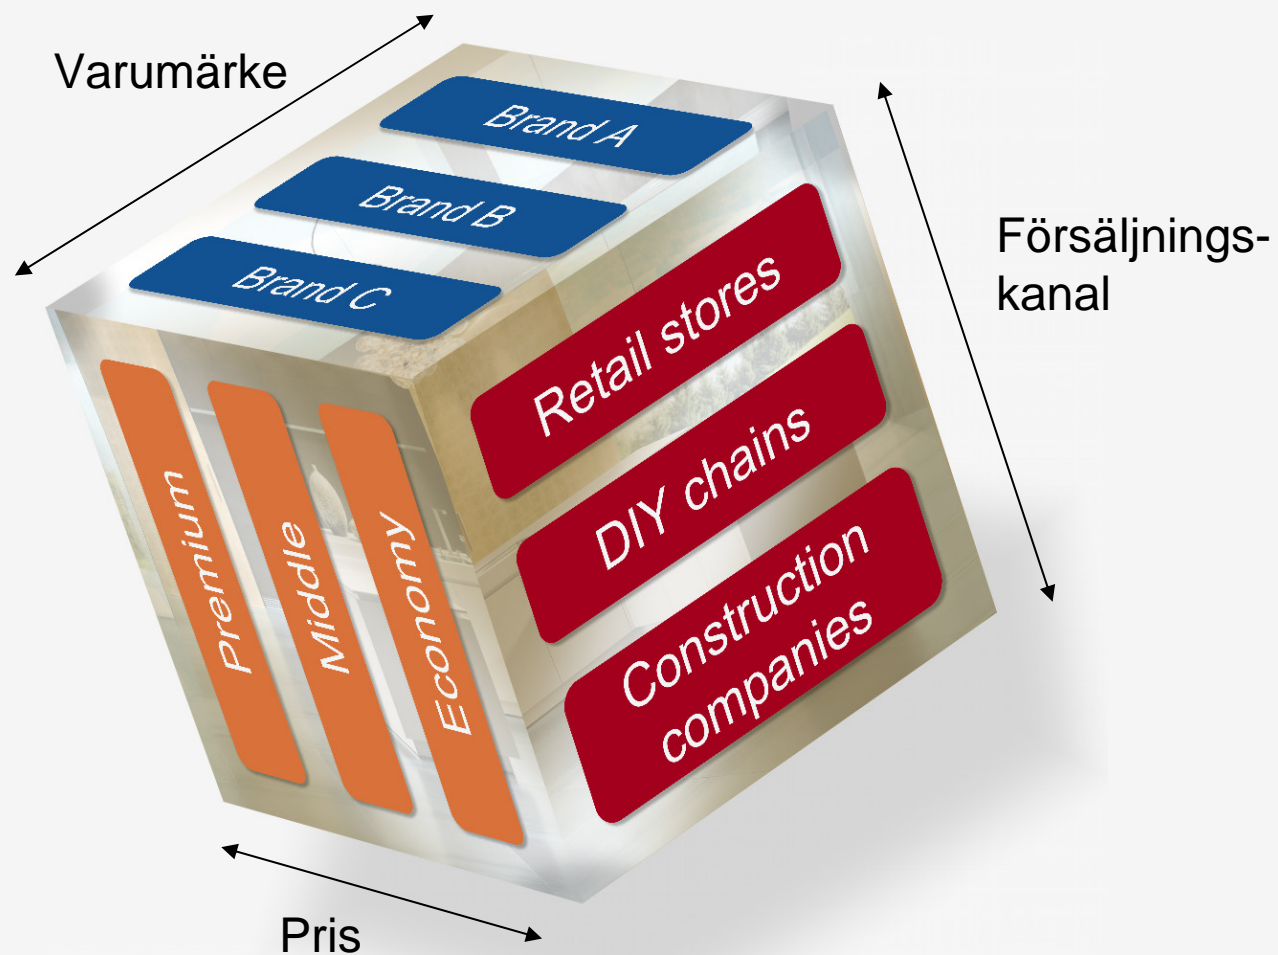 Varumärke
Brand A
Brand B
Brand C
Försäljnings-
kanal
Retail stores
DIY chains
Construction
companies
Premium
Middle
Economy
Pris